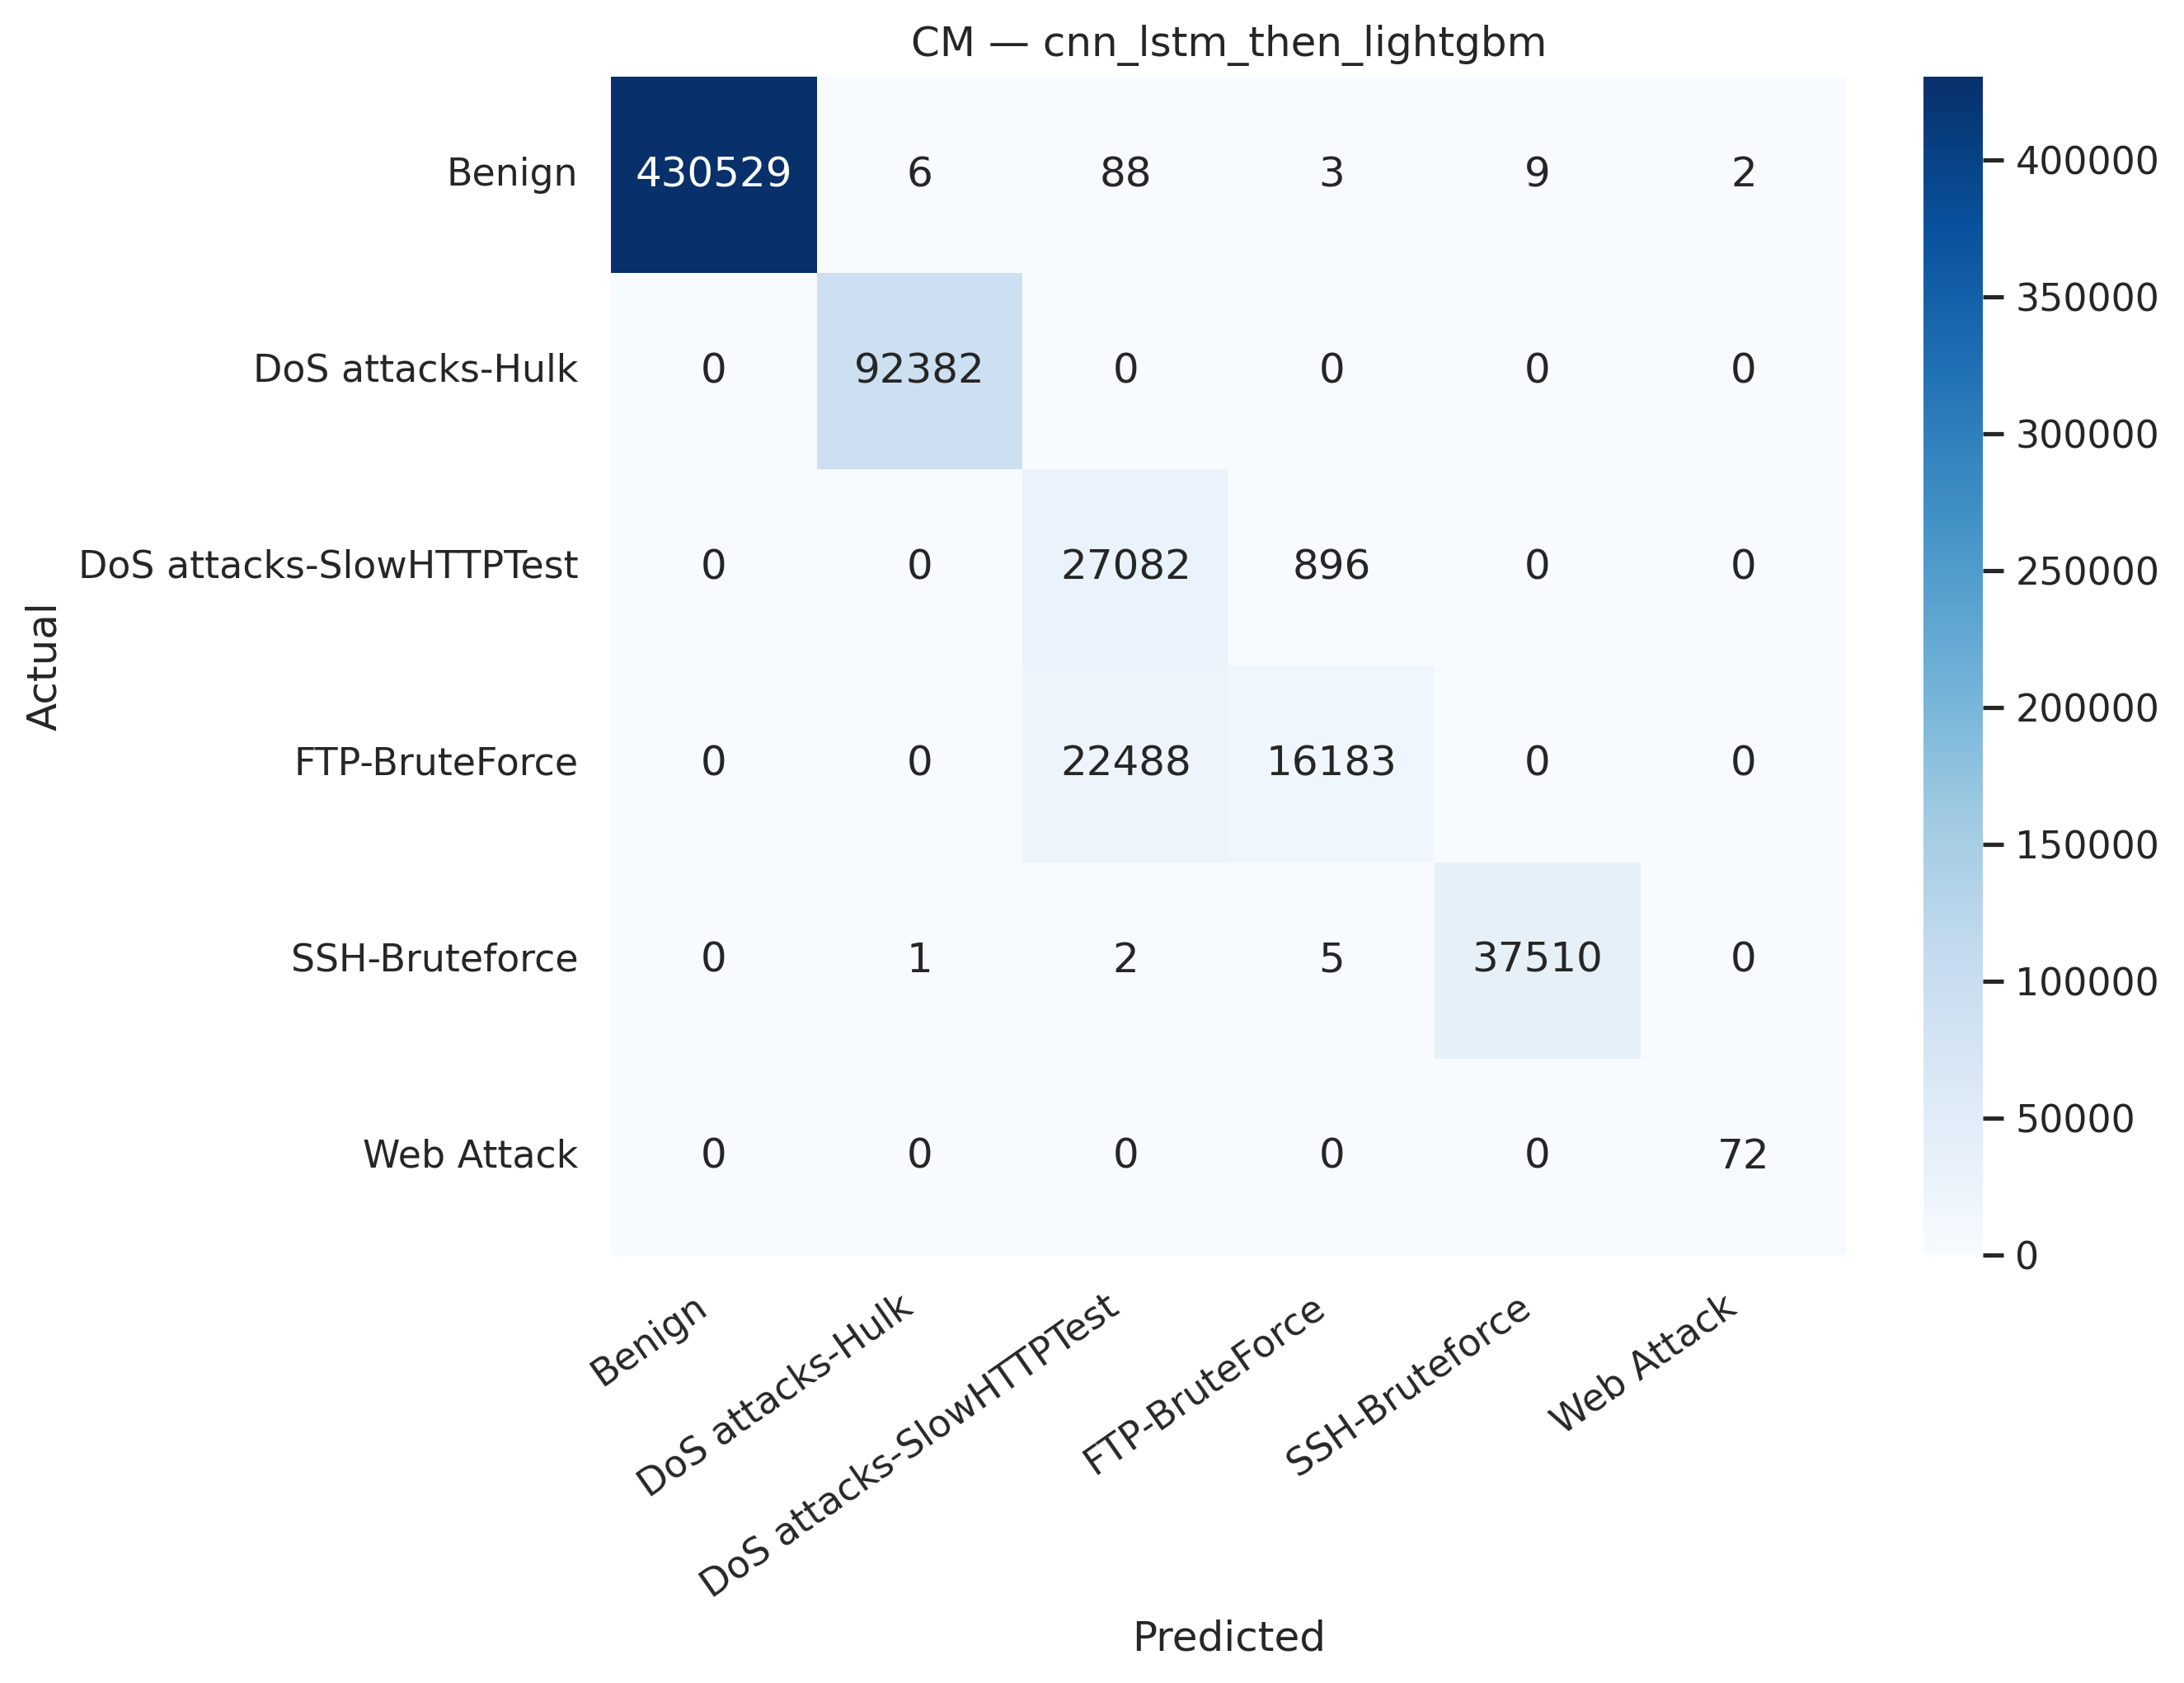 CM — cnn_lstm_then_lightgbm
Actual
Benign 430529 6 88 3 9 2
DoS attacks-Hulk 0 92382 0 0 0 0
DoS attacks-SlowHTTPTest 0 0 27082 896 0 0
FTP-BruteForce 0 0 22488 16183 0 0
SSH-Bruteforce 0 1 2 5 37510 0
Web Attack 0 0 0 0 0 72
Benign
DoS attacks-Hulk
DoS attacks-SlowHTTPTest
FTP-BruteForce
SSH-Bruteforce
Web Attack
Predicted
400000
350000
300000
250000
200000
150000
100000
50000
0